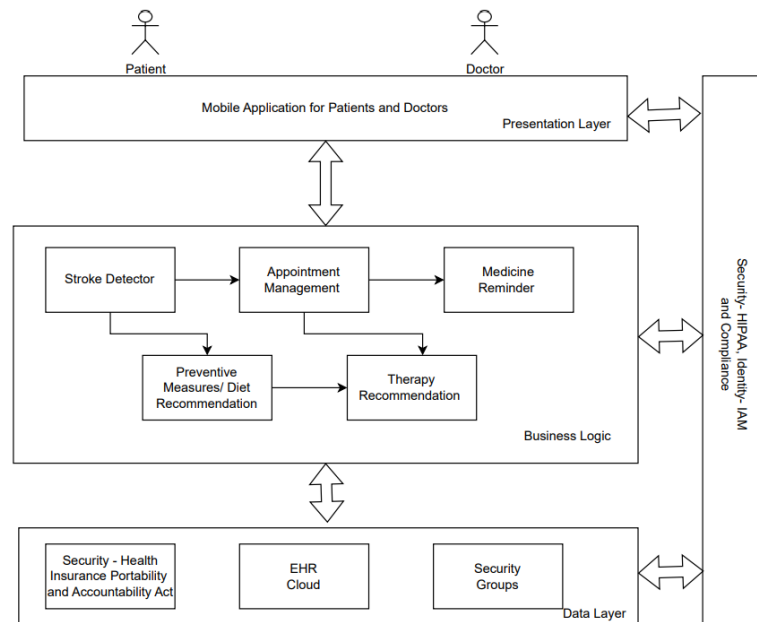 Patient
Doctor
Mobile Application for Patients and Doctors
Presentation Layer
Stroke Detector
Appointment
Management
Medicine
Reminder
Preventive
Measures/ Diet
Recommendation
Therapy
Recommendation
Business Logic
Security - Health
Insurance Portability
and Accountability Act
EHR
Cloud
Security
Groups
Data Layer
Security- HIPAA, Identity- IAM
and Compliance